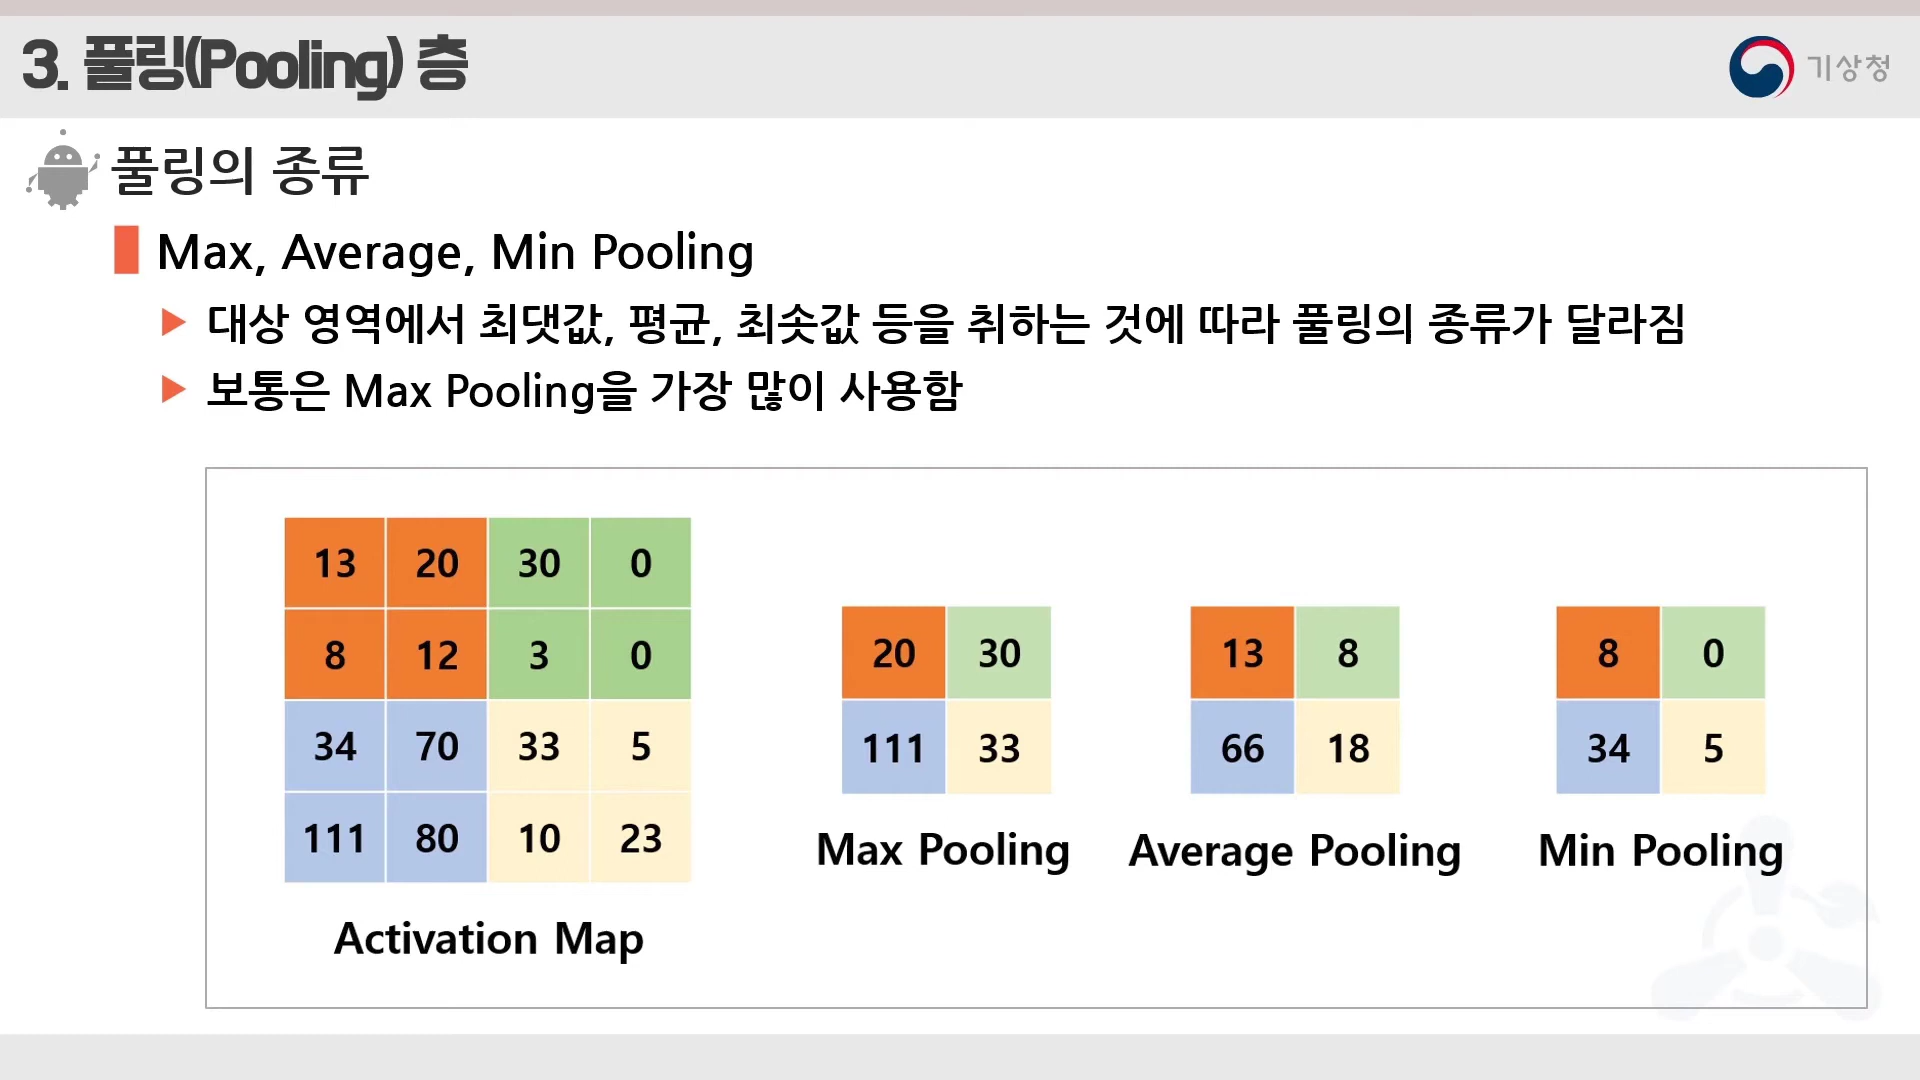 3. 풀링(Pooling) 층
기상청
풀링의 종류
Max, Average, Min Pooling
대상 영역에서 최댓값, 평균, 최솟값 등을 취하는 것에 따라 풀링의 종류가 달라짐
보통은 Max Pooling을 가장 많이 사용함
13 20 30 0
8 12 3 0
34 70 33 5
111 80 10 23
Activation Map
20 30
111 33
Max Pooling
13 8
66 18
Average Pooling
8 0
34 5
Min Pooling